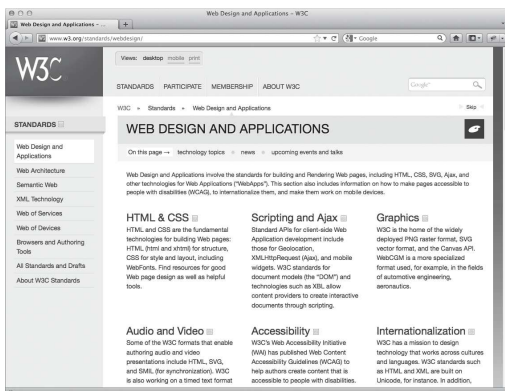 Web Design and Applications – W3C
Web Design and Applications – ...
www.w3.org/standards/webdesign/
Google
W3C
Views: desktop mobile print
STANDARDS PARTICIPATE MEMBERSHIP ABOUT W3C
Google™
W3C » Standards » Web Design and Applications
Skip
STANDARDS
Web Design and
Applications
Web Architecture
Semantic Web
XML Technology
Web of Services
Web of Devices
Browsers and Authoring
Tools
All Standards and Drafts
About W3C Standards
WEB DESIGN AND APPLICATIONS
On this page → technology topics news upcoming events and talks
Web Design and Applications involve the standards for building and Rendering Web pages, including HTML, CSS, SVG, Ajax, and
other technologies for Web Applications ("WebApps"). This section also includes information on how to make pages accessible to
people with disabilities (WCAG), to internationalize them, and make them work on mobile devices.
HTML & CSS
HTML and CSS are the fundamental
technologies for building Web pages:
HTML (html and xhtml) for structure,
CSS for style and layout, including
WebFonts. Find resources for good
Web page design as well as helpful
tools.
Scripting and Ajax
Standard APIs for client-side Web
Application development include
those for Geolocation,
XMLHttpRequest (Ajax), and mobile
widgets. W3C standards for
document models (the "DOM") and
technologies such as XBL allow
content providers to create interactive
documents through scripting.
Graphics
W3C is the home of the widely
deployed PNG raster format, SVG
vector format, and the Canvas API.
WebCGM is a more specialized
format used, for example, in the fields
of automotive engineering,
aeronautics.
Audio and Video
Some of the W3C formats that enable
authoring audio and video
presentations include HTML, SVG,
and SMIL (for synchronization). W3C
is also working on a timed text format
Accessibility
W3C's Web Accessibility Initiative
(WAI) has published Web Content
Accessibility Guidelines (WCAG) to
help authors create content that is
accessible to people with disabilities.
Internationalization
W3C has a mission to design
technology that works across cultures
and languages. W3C standards such
as HTML and XML are built on
Unicode, for instance. In addition,